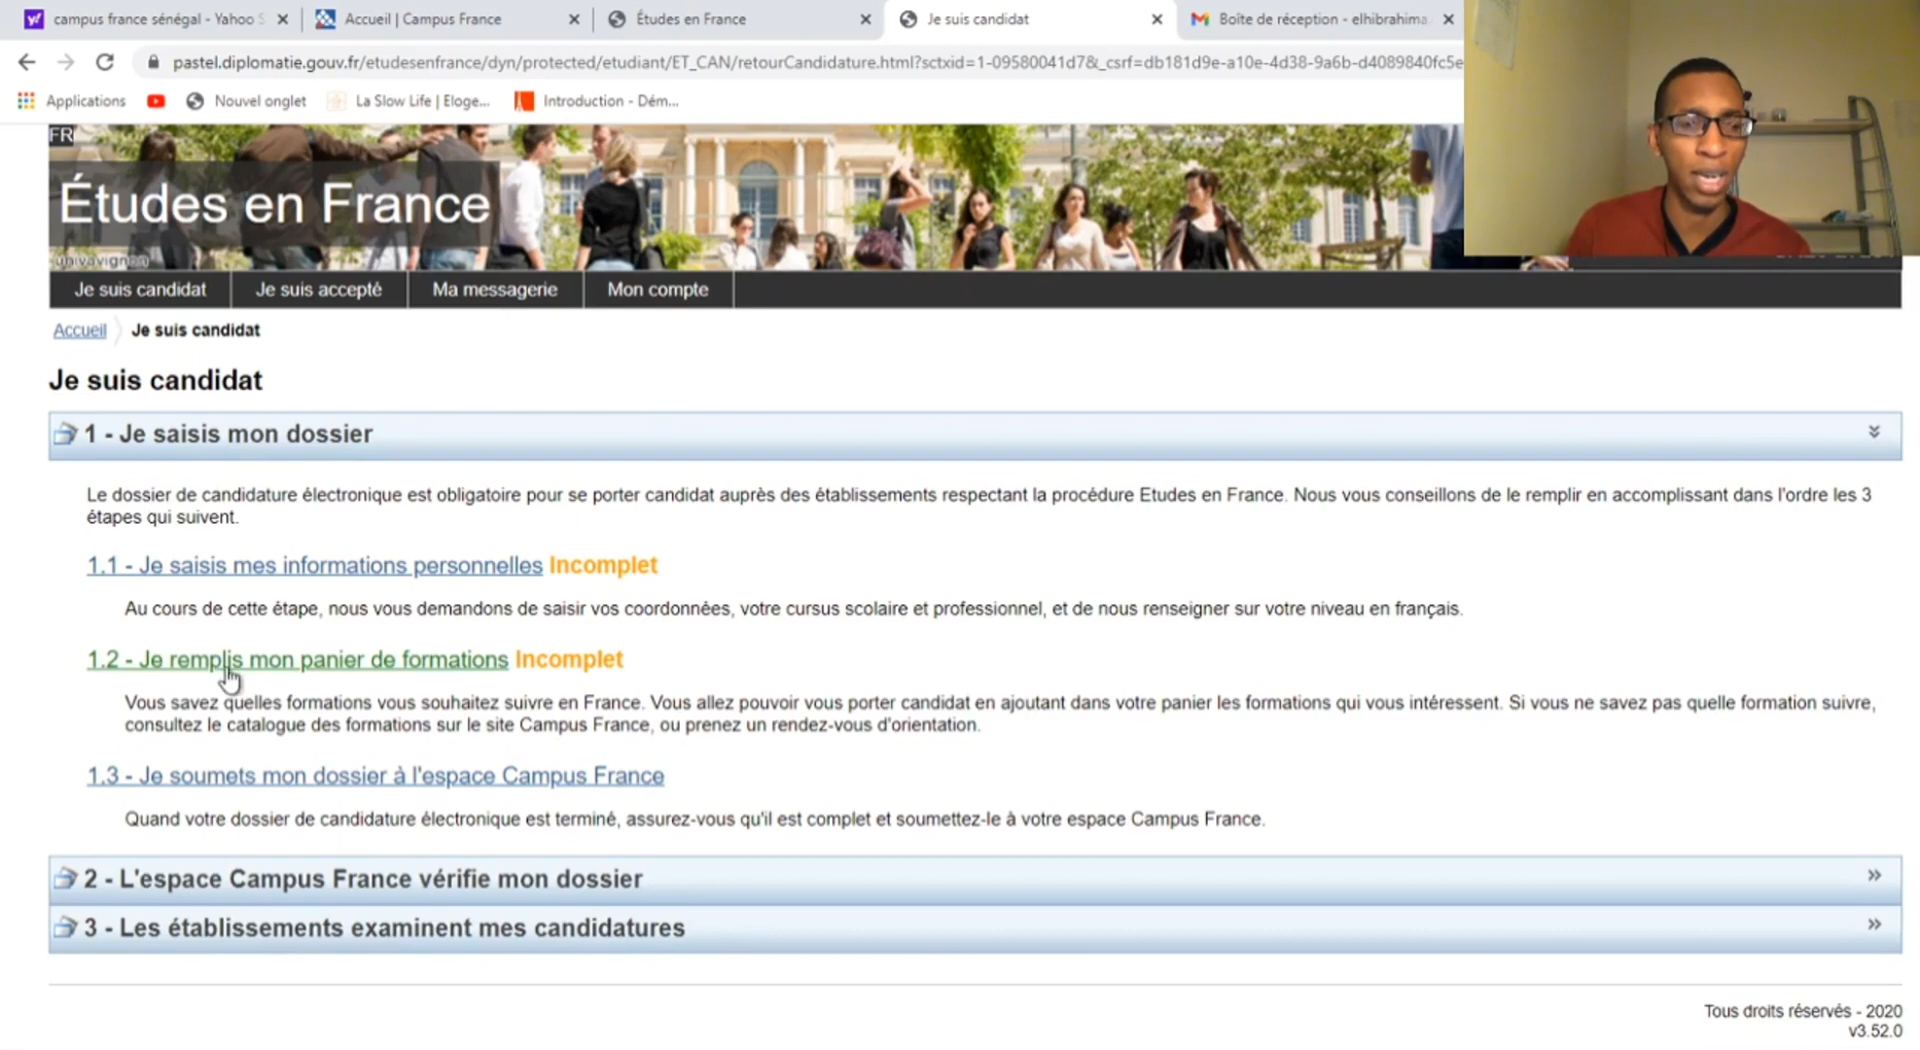 campus france sénégal - Yahoo S
Accueil | Campus France
Études en France
Je suis candidat
Boîte de réception - elhibrahima
pastel.diplomatie.gouv.fr/etudesenfrance/dyn/protected/etudiant/ET_CAN/retourCandidature.html?sctxid=1-09580041d7&_csrf=db181d9e-a10e-4d38-9a6b-d4089840fc5e
Applications
Nouvel onglet
La Slow Life | Eloge...
Introduction - Dém...
FR
Études en France
univavignon
Je suis candidat
Je suis accepté
Ma messagerie
Mon compte
Accueil
Je suis candidat
Je suis candidat
1 - Je saisis mon dossier
Le dossier de candidature électronique est obligatoire pour se porter candidat auprès des établissements respectant la procédure Etudes en France. Nous vous conseillons de le remplir en accomplissant dans l'ordre les 3
étapes qui suivent.
1.1 - Je saisis mes informations personnelles Incomplet
Au cours de cette étape, nous vous demandons de saisir vos coordonnées, votre cursus scolaire et professionnel, et de nous renseigner sur votre niveau en français.
1.2 - Je remplis mon panier de formations Incomplet
Vous savez quelles formations vous souhaitez suivre en France. Vous allez pouvoir vous porter candidat en ajoutant dans votre panier les formations qui vous intéressent. Si vous ne savez pas quelle formation suivre,
consultez le catalogue des formations sur le site Campus France, ou prenez un rendez-vous d'orientation.
1.3 - Je soumets mon dossier à l'espace Campus France
Quand votre dossier de candidature électronique est terminé, assurez-vous qu'il est complet et soumettez-le à votre espace Campus France.
2 - L'espace Campus France vérifie mon dossier
3 - Les établissements examinent mes candidatures
Tous droits réservés - 2020
v3.52.0